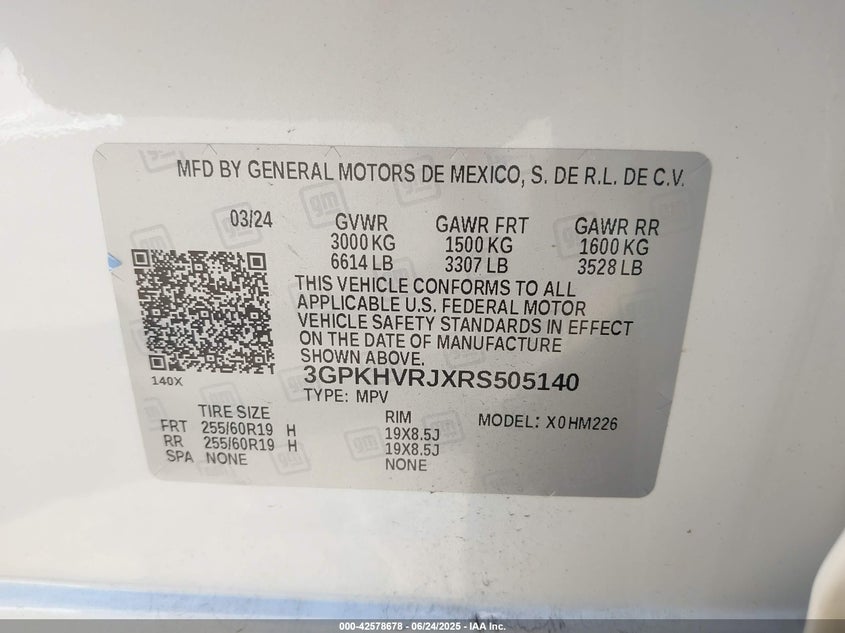 MFD BY GENERAL MOTORS DE MEXICO, S. DE R.L. DE C.V.
03/24 GVWR GAWR FRT GAWR RR
3000 KG 1500 KG 1600 KG
6614 LB 3307 LB 3528 LB
THIS VEHICLE CONFORMS TO ALL
APPLICABLE U.S. FEDERAL MOTOR
VEHICLE SAFETY STANDARDS IN EFFECT
ON THE DATE OF MANUFACTURE
SHOWN ABOVE.
140X 3GPKHVRJXRS505140
TYPE: MPV
TIRE SIZE RIM MODEL: X0HM226
FRT 255/60R19 H 19X8.5J
RR 255/60R19 H 19X8.5J
SPA NONE NONE
000-42578678 - 06/24/2025 - IAA Inc.